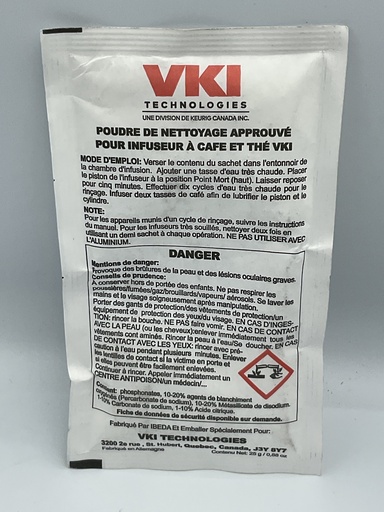 VKI
TECHNOLOGIES
UNE DIVISION DE KEURIG CANADA INC.
POUDRE DE NETTOYAGE APPROUVÉ
POUR INFUSEUR À CAFE ET THÉ VKI
MODE D'EMPLOI: Verser le contenu du sachet dans l'entonnoir de
la chambre d'infusion. Ajouter une tasse d'eau très chaude. Placer
le piston de l'infuseur à la position Point Mort (haut). Laisser reposer
pour cinq minutes. Effectuer dix cycles d'eau très chaude pour le
rinçage. Infuser deux tasses de café afin de lubrifier le piston et le
cylindre.
NOTE:
Pour les appareils munis d'un cycle de rinçage, suivre les instructions
du manuel. Pour les Infuseurs très souillés, nettoyer deux fois en
utilisant un demi sachet à chaque opération. NE PAS UTILISER AVEC
L'ALUMINIUM.
DANGER
Mentions de danger:
Provoque des brûlures de la peau et des lésions oculaires graves.
Conseils de prudence:
A conserver hors de portée des enfants. Ne pas respirer les
poussières/fumées/gaz/brouillards/vapeurs/ aérosols. Se laver les
mains et la visage soigneusement après manipulation.
Porter des gants de protection/des vêtements de protection/un
équipement de protection des yeux/du visage. EN CAS D'INGES-
TION: rincer la bouche. NE PAS faire vomir. EN CAS DE CONTACT
AVEC LA PEAU (ou les cheveux):enlever immédiatement tous les
vêtements cont aminés. Rincer la peau à l'eau/Se doucher. EN CAS
DE CONTACT AVEC LES YEUX: rincer avec pré-
caution à l'eau pendant plusieurs minutes. Enlever
les lentilles de contact si la victime en porte et
si elles peuvent être facilement enlevées.
Continuer à rincer. Appeler immédiatement un
CENTRE ANTIPOISON/un médecin/...
Content: phosphonates, 10-20% agents de blanchiment
oxygénés (Percarbonate de sodium), 10-20% Métasilicate de disodium,
1-10% Carbonate de sodium, 1-10% Acide citrique.
Fiche da données de sécurité disponible sur demande.
Fabriqué Par IBEDA Et Emballer Spécialement Pour:
VKI TECHNOLOGIES
3200 2e rue , St. Hubert, Quebec, Canada, J3Y 8Y7
Fabriqué en Allemagne Contenu Net: 25 g / 0,88 oz